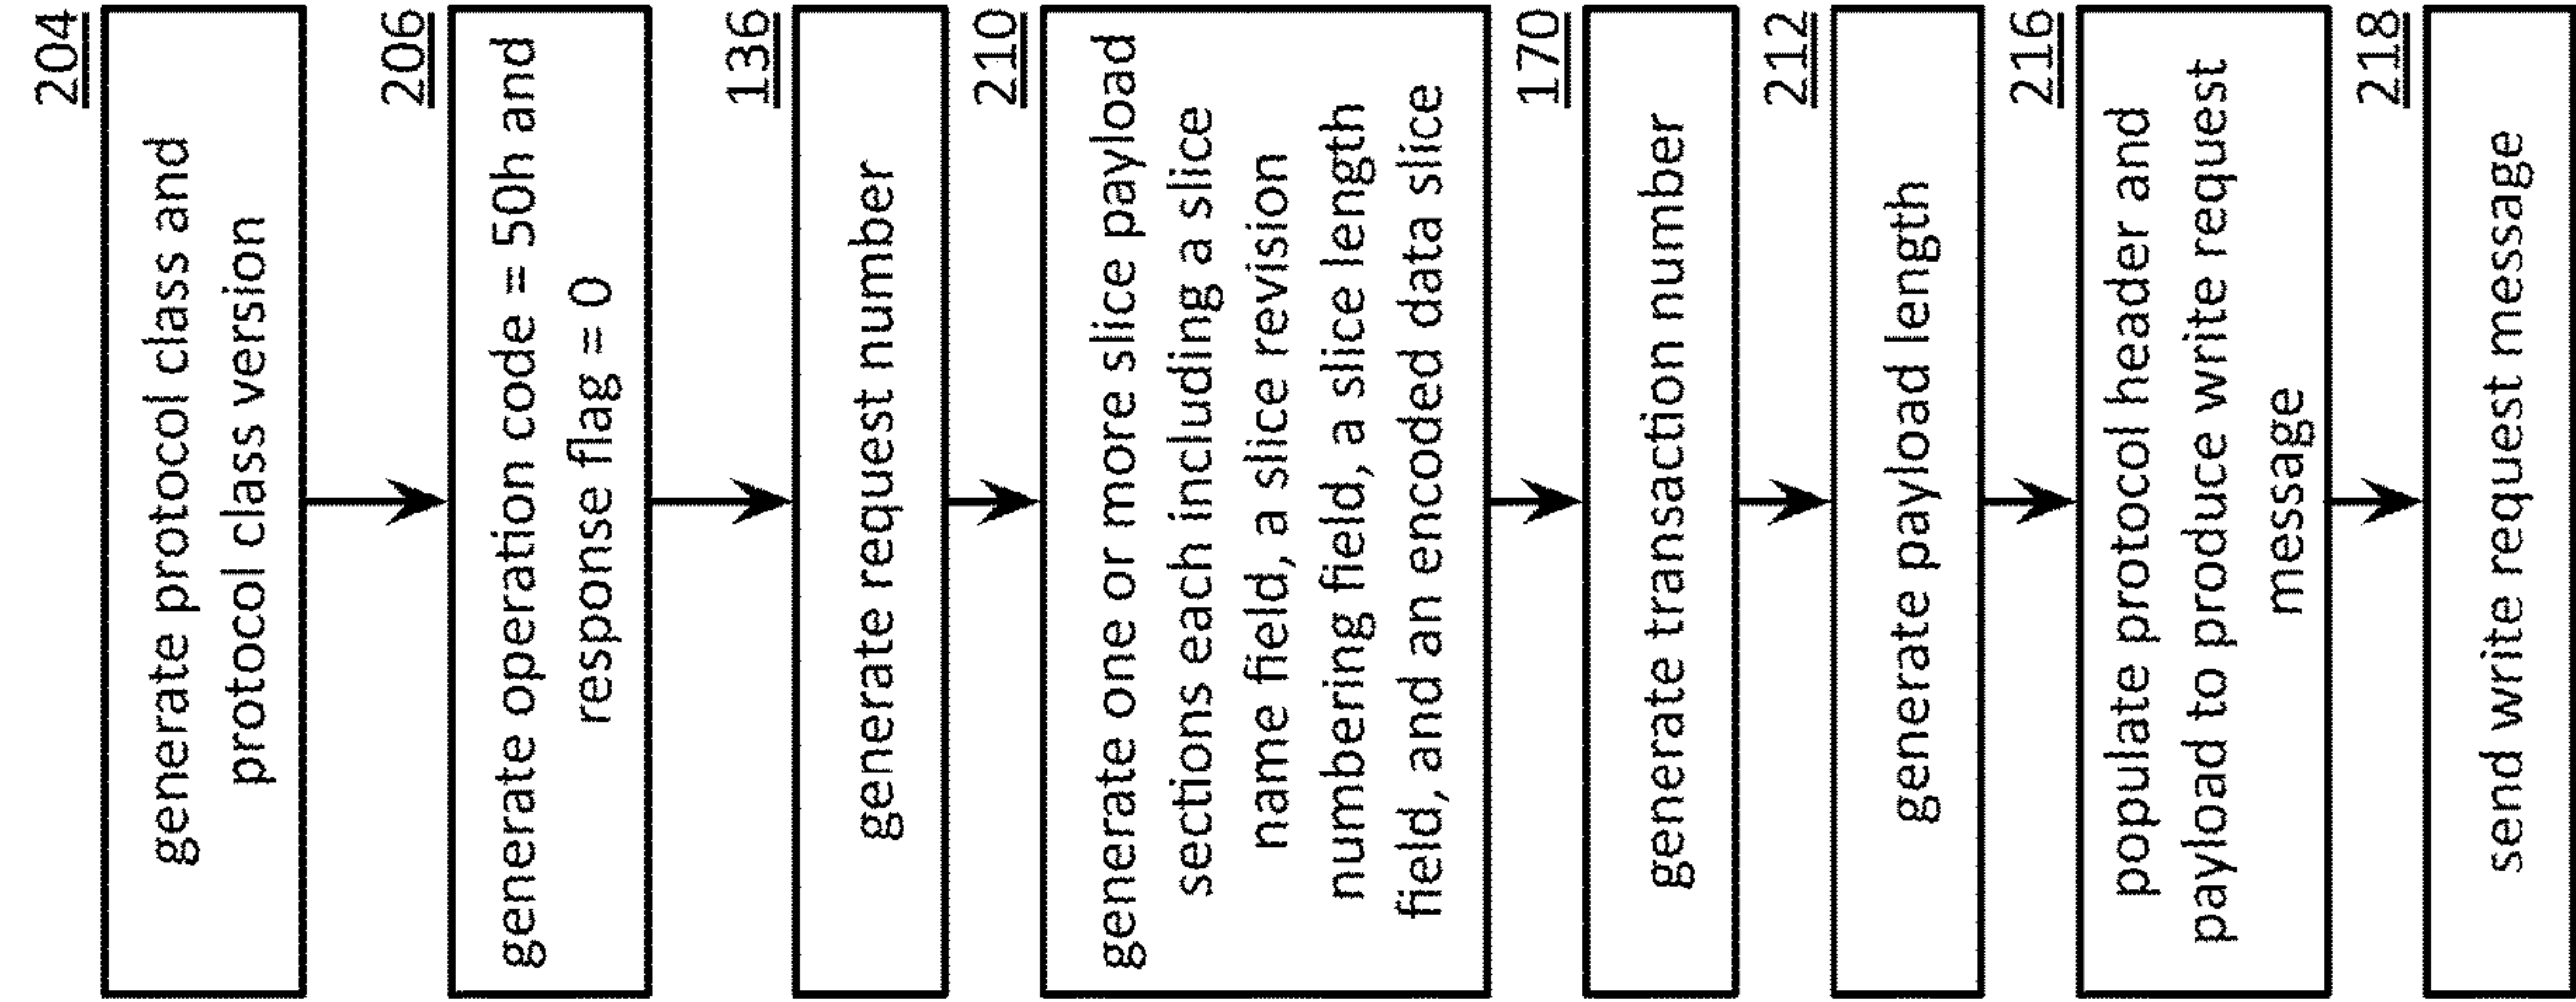 204
generate protocol class and
protocol class version
206
generate operation code = 50h and
response flag = 0
136
generate request number
210
generate one or more slice payload
sections each including a slice
name field, a slice revision
numbering field, a slice length
field, and an encoded data slice
170
generate transaction number
212
generate payload length
216
populate protocol header and
payload to produce write request
message
218
send write request message